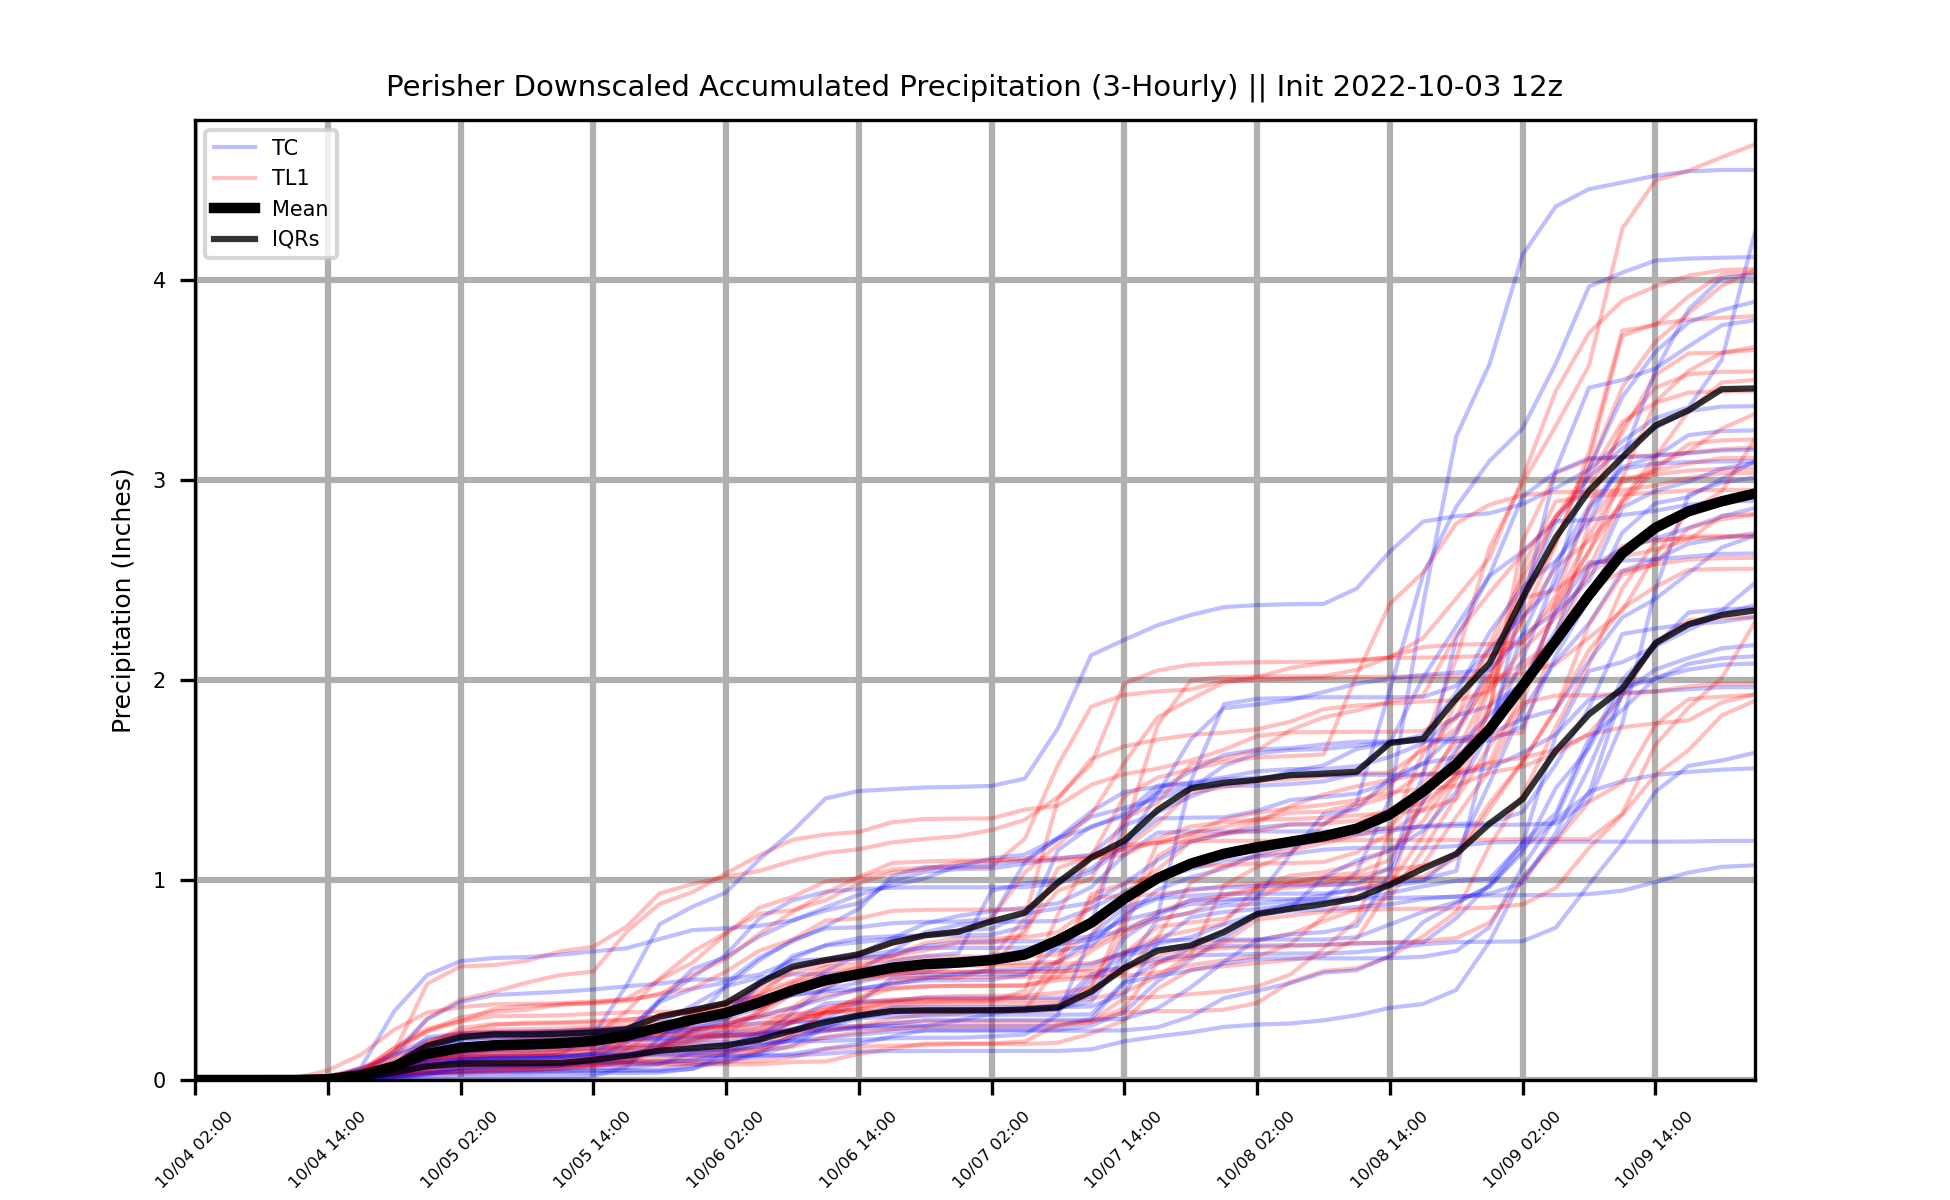 Perisher Downscaled Accumulated Precipitation (3-Hourly) || Init 2022-10-03 12z
TC
TL1
Mean
IQRs
Precipitation (Inches)
4
3
2
1
0
10/04 02:00
10/04 14:00
10/05 02:00
10/05 14:00
10/06 02:00
10/06 14:00
10/07 02:00
10/07 14:00
10/08 02:00
10/08 14:00
10/09 02:00
10/09 14:00